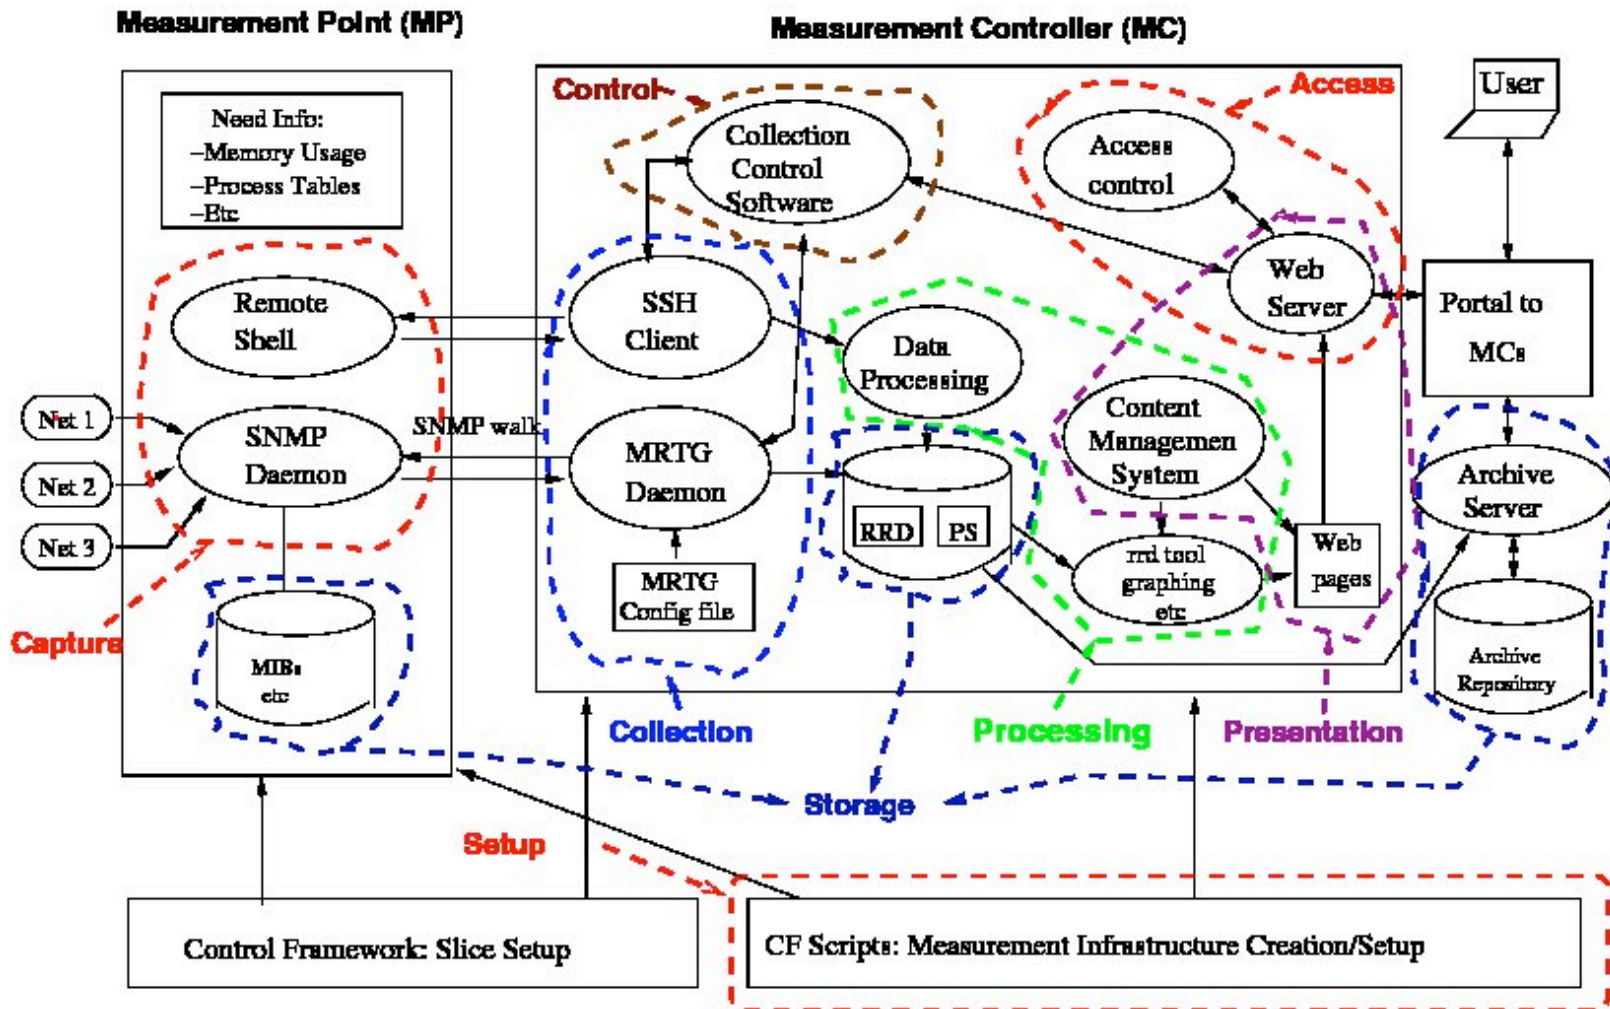 Measurement Point (MP)
Measurement Controller (MC)
Need Info:
–Memory Usage
–Process Tables
–Etc
Control
Collection
Control
Software
Access
Access
control
User
Remote
Shell
SSH
Client
Data
Processing
Web
Server
Portal to
MCs
Net 1
Net 2
Net 3
SNMP
Daemon
SNMP walk
MRTG
Daemon
Content
Managemen
System
Archive
Server
RRD
PS
MRTG
Config file
rrd tool
graphing
etc
Web
pages
Capture
MIBs
etc
Archive
Repository
Collection
Processing
Presentation
Storage
Setup
Control Framework: Slice Setup
CF Scripts: Measurement Infrastructure Creation/Setup